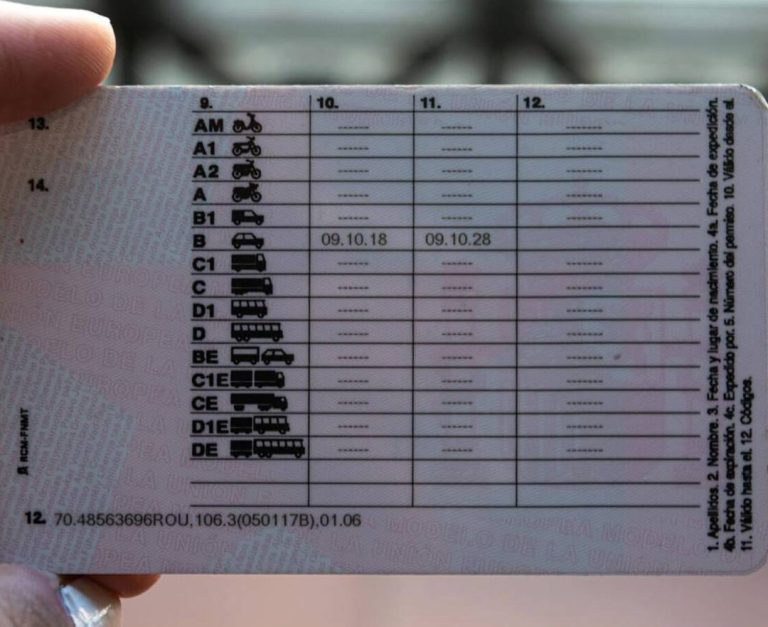 9. 10. 11. 12.
13.
AM ------ ------ -------
A1 ------ ------ -------
A2 ------ ------ -------
14.
A ------ ------ -------
B1 ------ ------ -------
B 09.10.18 09.10.28
C1 ------ ------ -------
C ------ ------ -------
D1 ------ ------ -------
D ------ ------ -------
BE ------ ------ -------
C1E ------ ------ -------
CE ------ ------ -------
D1E ------ ------ -------
DE ------ ------ -------
12. 70.48563696ROU,106.3(050117B),01.06
RCM-FNMT
1. Apellidos. 2. Nombre. 3. Fecha y lugar de nacimiento. 4a. Fecha de expedición.
4b. Fecha de expiración. 4c. Expedido por. 5. Número del permiso. 10. Válido desde el.
11. Válido hasta el. 12. Códigos.